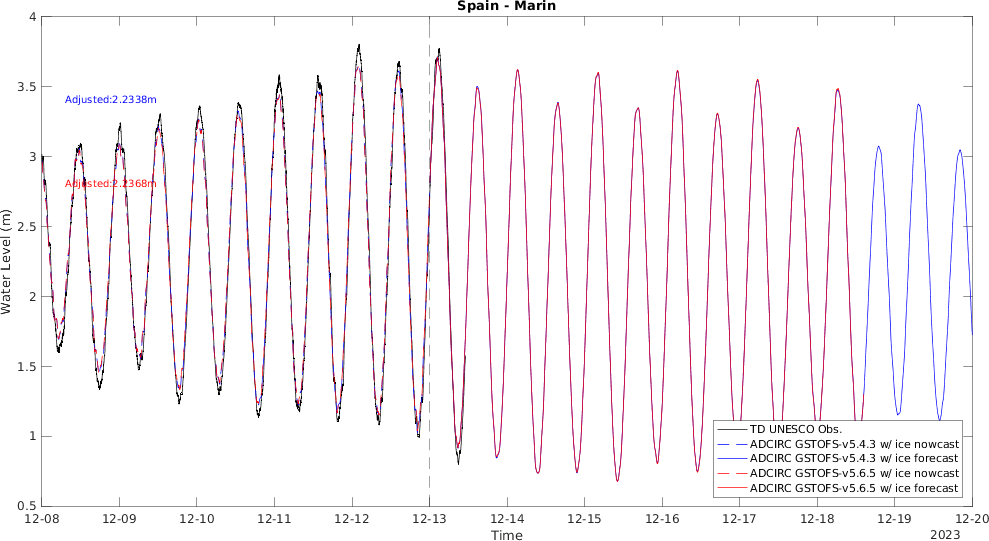 Spain - Marin
4
3.5
3
2.5
2
1.5
1
0.5
Water Level (m)
Adjusted:2.2338m
Adjusted:2.2368m
TD UNESCO Obs.
ADCIRC GSTOFS-v5.4.3 w/ ice nowcast
ADCIRC GSTOFS-v5.4.3 w/ ice forecast
ADCIRC GSTOFS-v5.6.5 w/ ice nowcast
ADCIRC GSTOFS-v5.6.5 w/ ice forecast
12-08 12-09 12-10 12-11 12-12 12-13 12-14 12-15 12-16 12-17 12-18 12-19 12-20
Time
2023